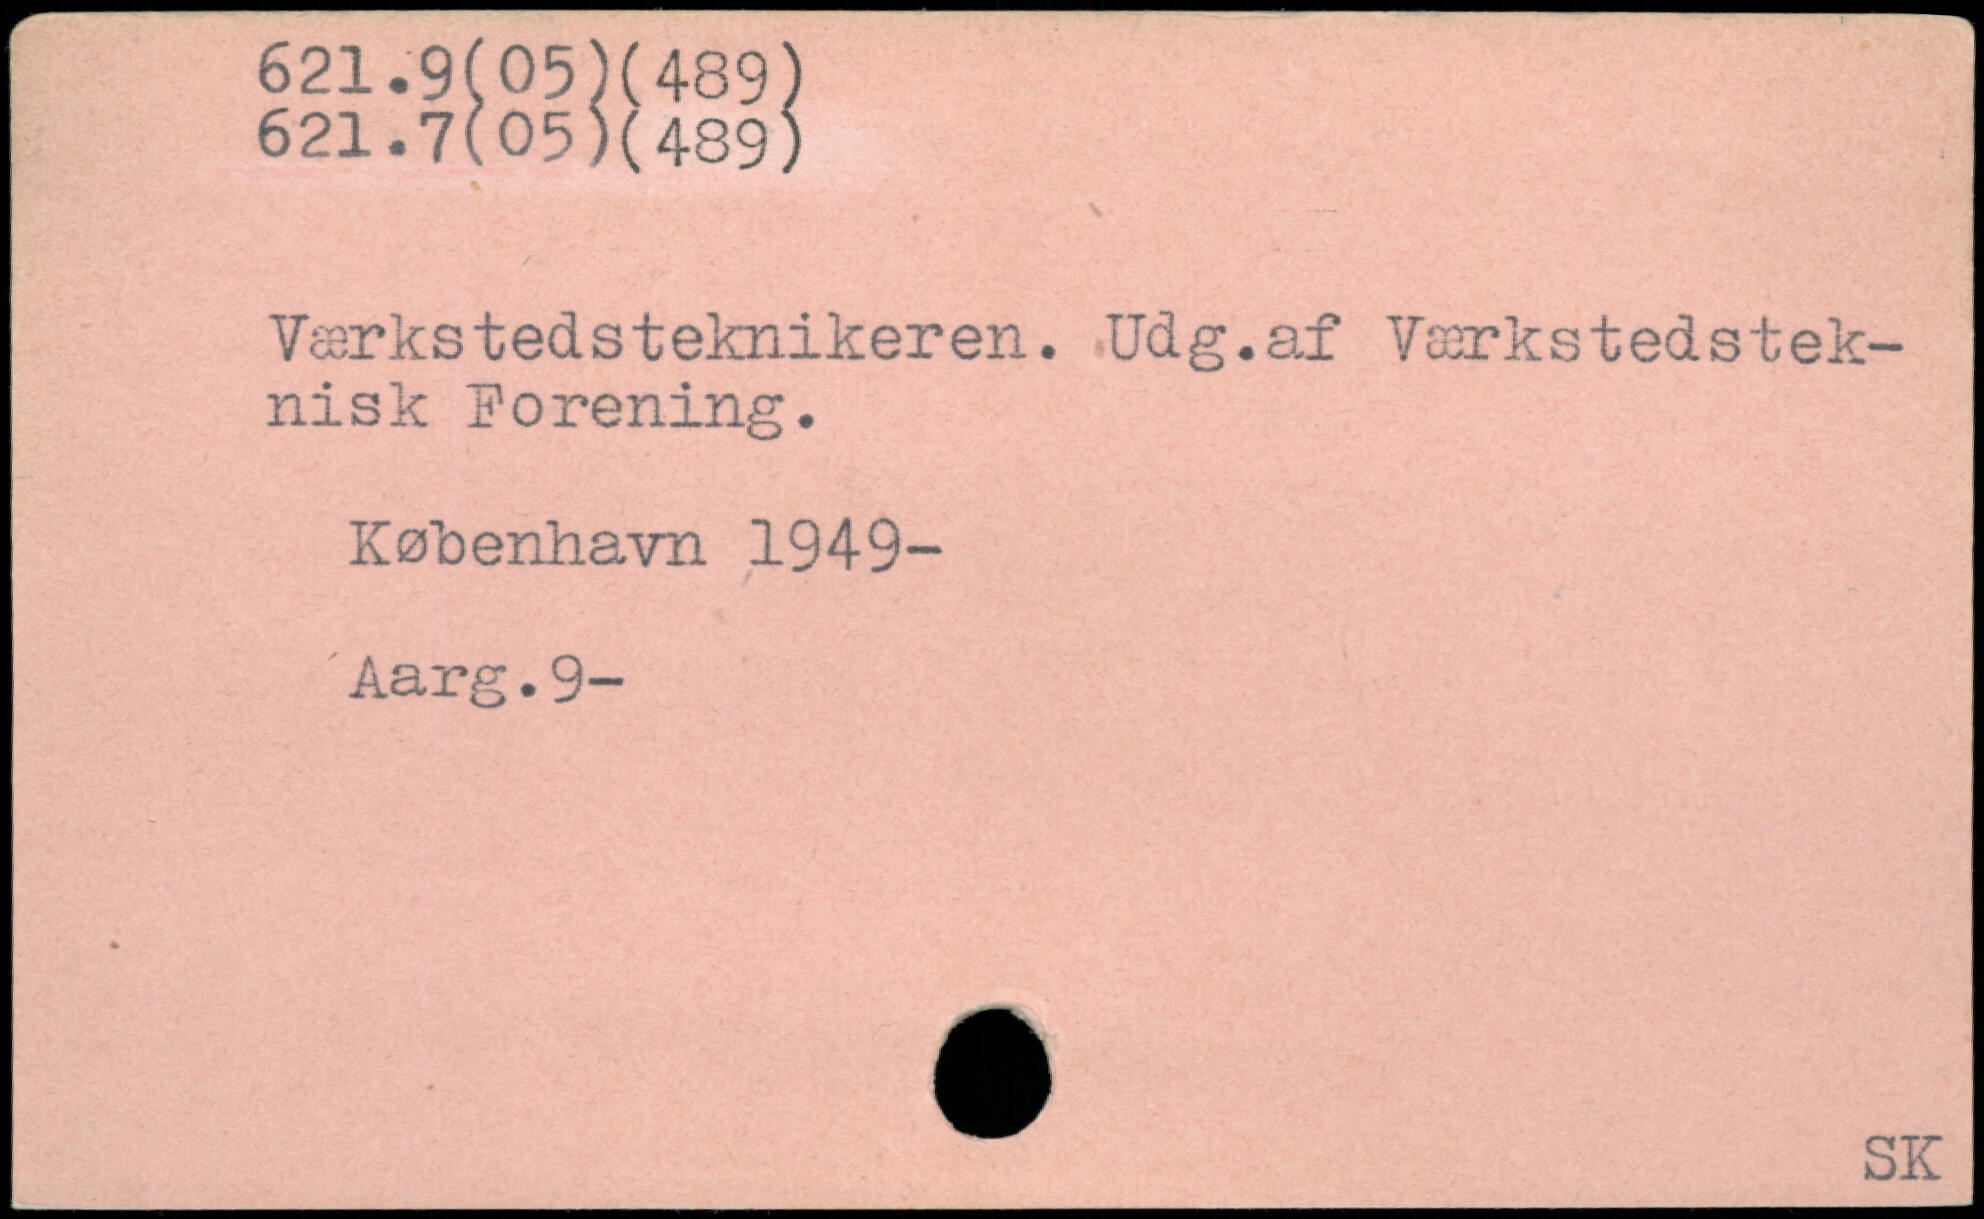 621.9(05)(489)
621.7(05)(489)
Værkstedsteknikeren. Udg.af Værkstedstek-
nisk Forening.
København 1949-
Aarg.9-
SK